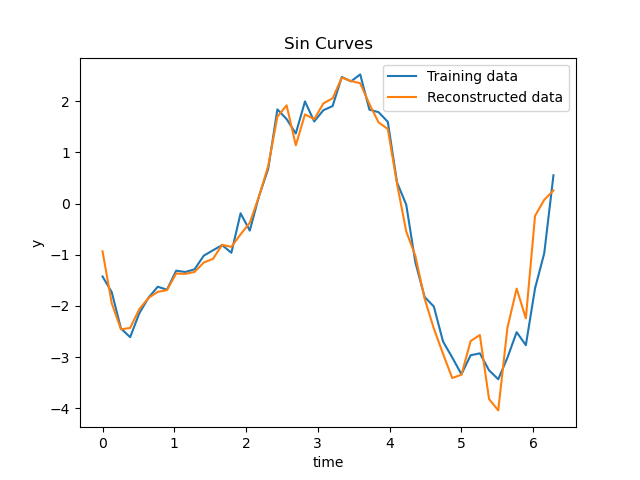 Sin Curves
Training data
Reconstructed data
2
1
0
−1
−2
−3
−4
y
0 1 2 3 4 5 6
time